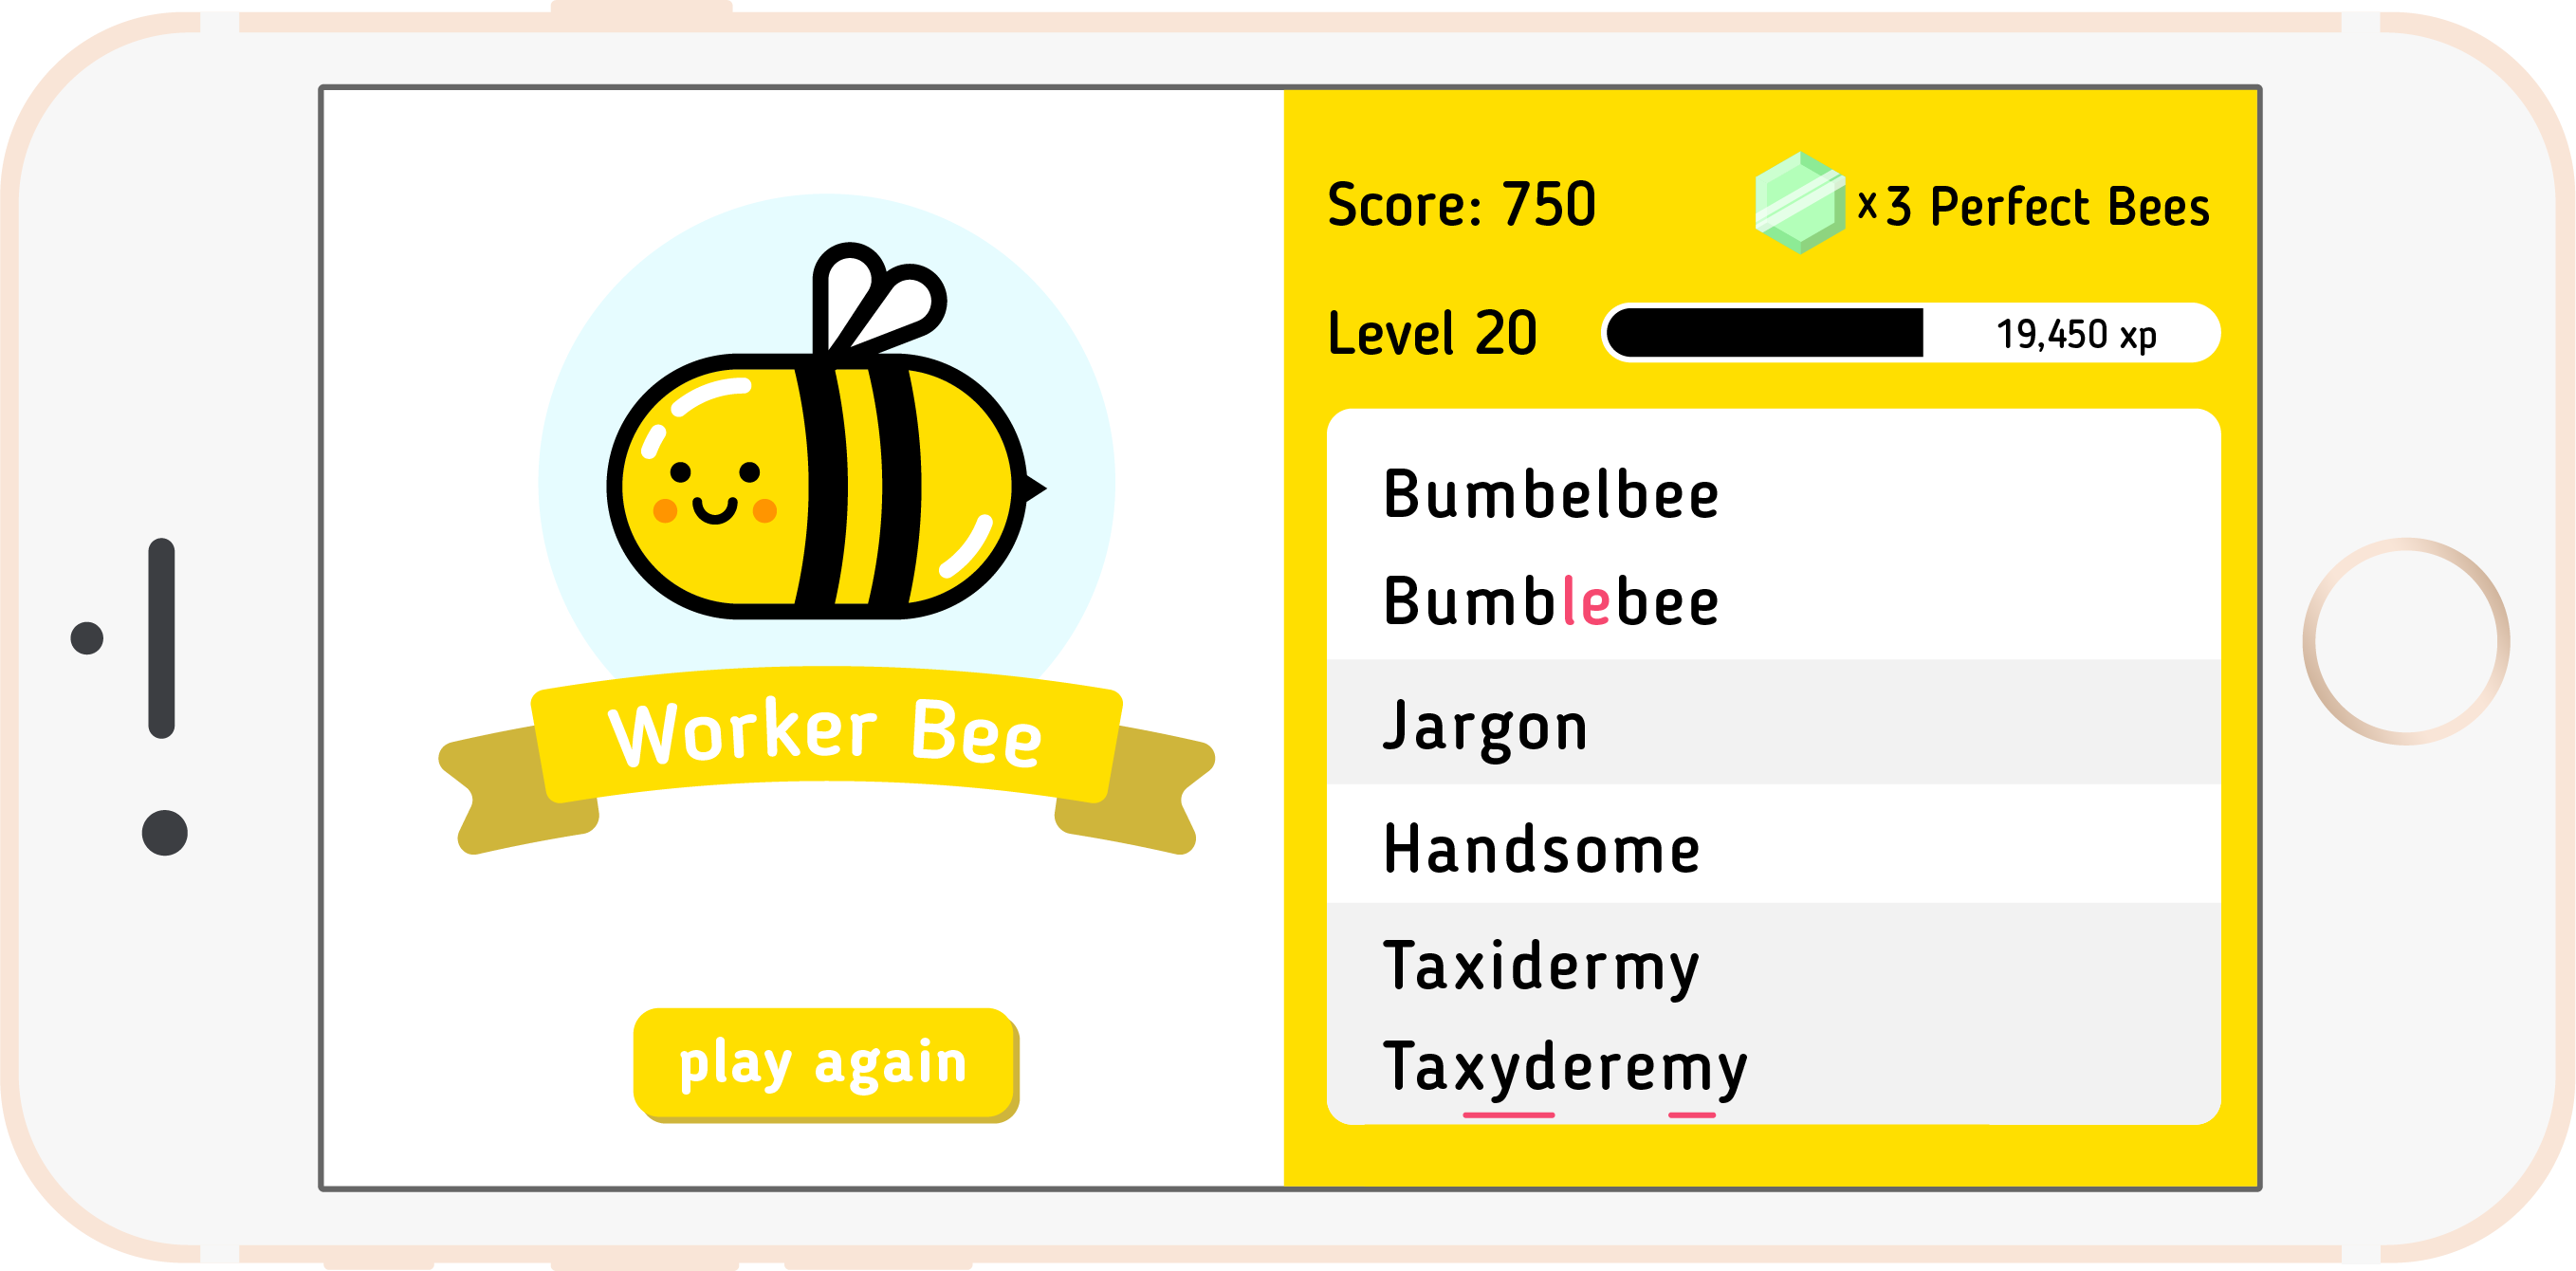 Worker Bee
play again
Score: 750
x3 Perfect Bees
Level 20
19,450 xp
Bumbelbee
Bumblebee
Jargon
Handsome
Taxidermy
Taxyderemy